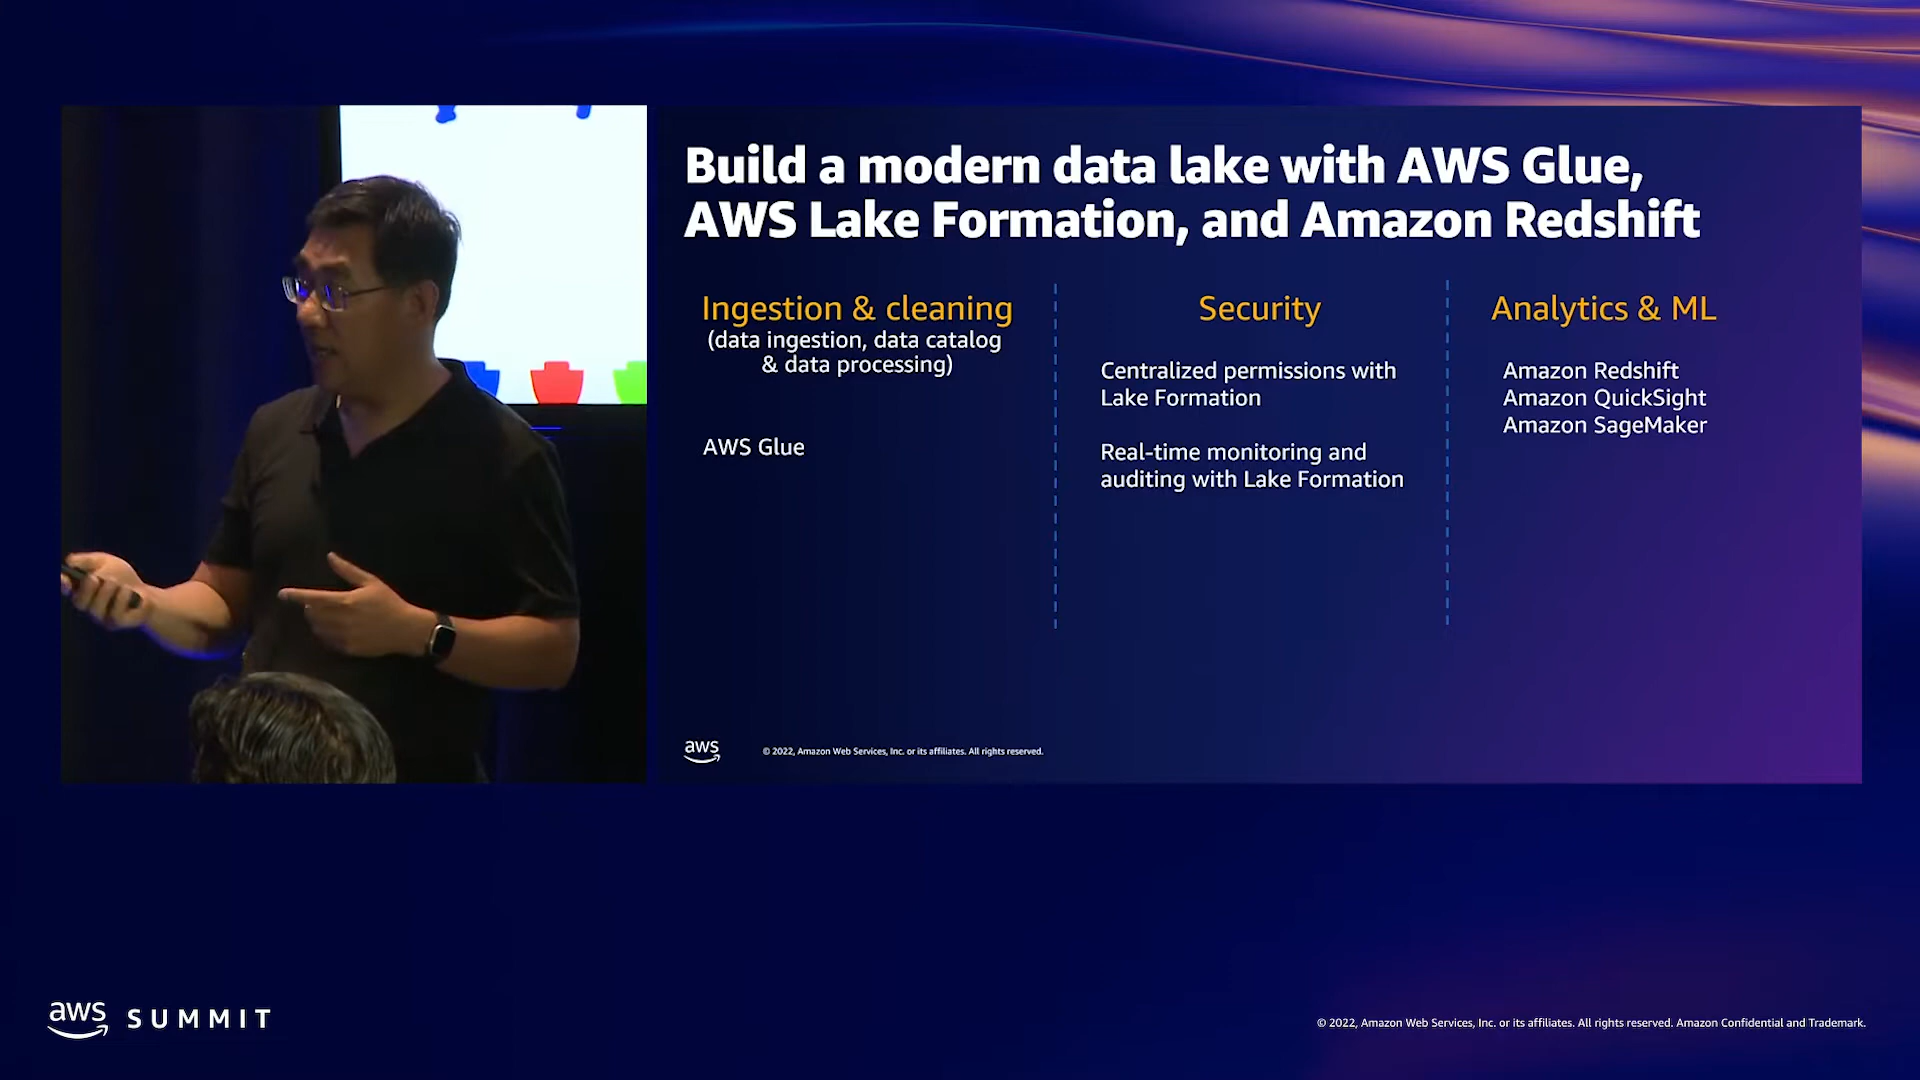 Build a modern data lake with AWS Glue,
AWS Lake Formation, and Amazon Redshift
Ingestion & cleaning
(data ingestion, data catalog
& data processing)
AWS Glue
Security
Centralized permissions with
Lake Formation
Real-time monitoring and
auditing with Lake Formation
Analytics & ML
Amazon Redshift
Amazon QuickSight
Amazon SageMaker
aws
© 2022, Amazon Web Services, Inc. or its affiliates. All rights reserved.
aws SUMMIT
© 2022, Amazon Web Services, Inc. or its affiliates. All rights reserved. Amazon Confidential and Trademark.